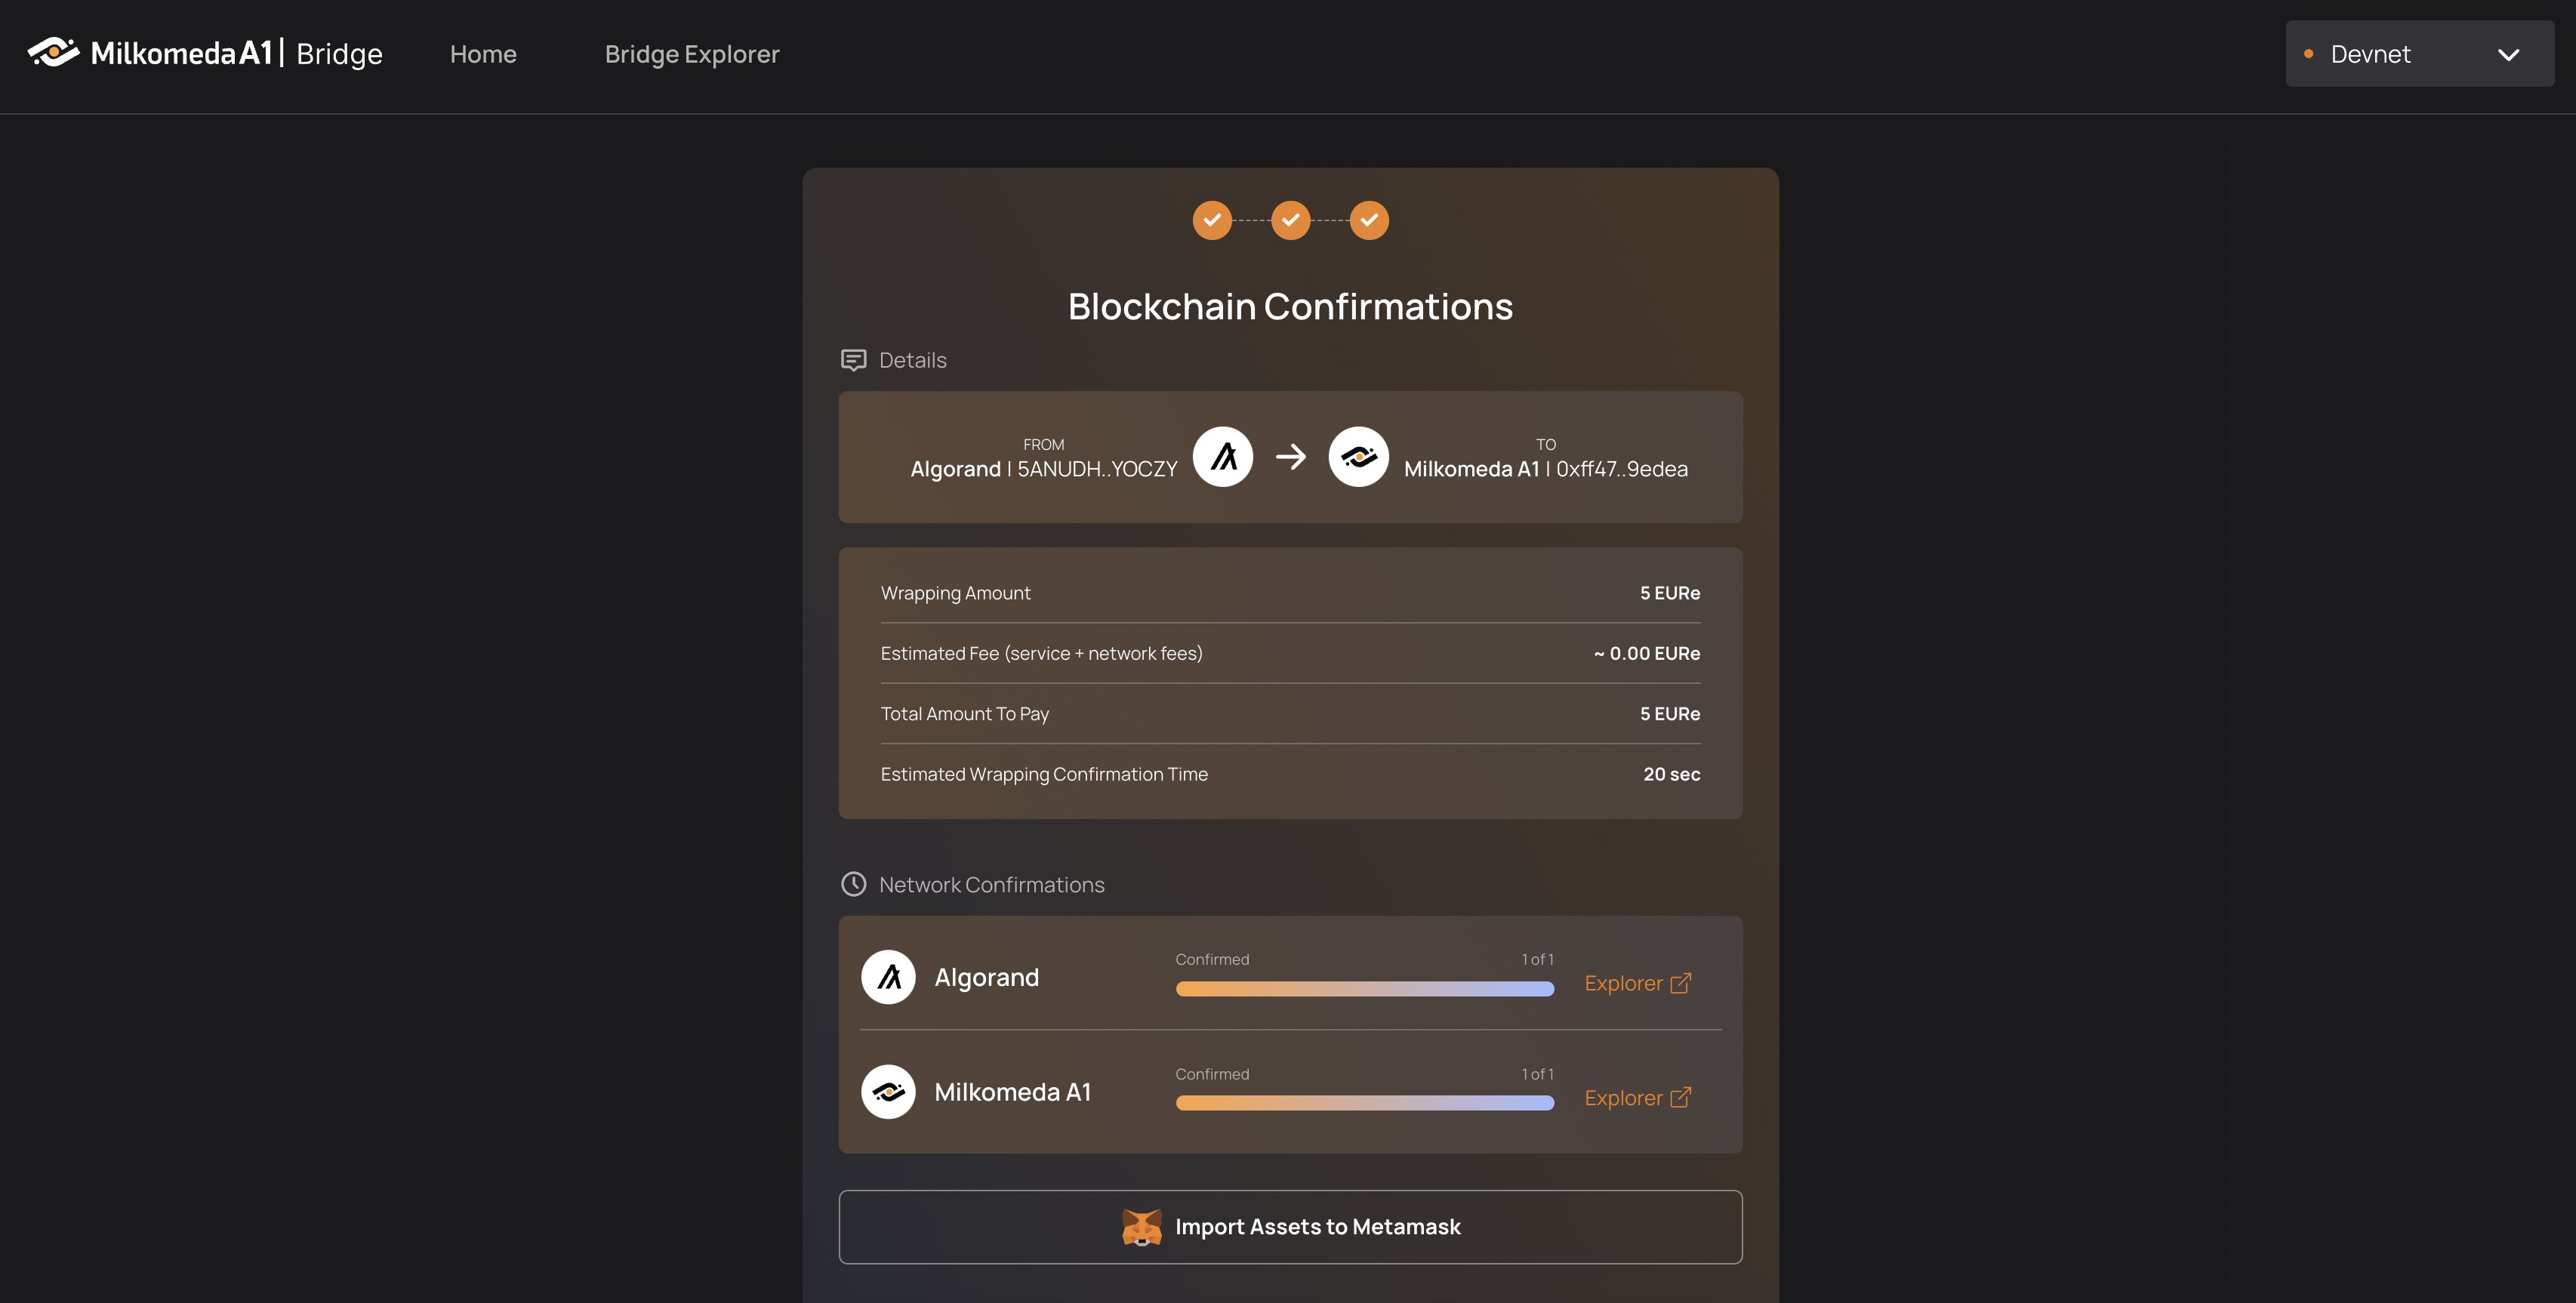 Milkomeda A1 | Bridge
Home
Bridge Explorer
Devnet
Blockchain Confirmations
Details
FROM
Algorand | 5ANUDH..YOCZY
TO
Milkomeda A1 | 0xff47..9edea
Wrapping Amount
5 EURe
Estimated Fee (service + network fees)
~ 0.00 EURe
Total Amount To Pay
5 EURe
Estimated Wrapping Confirmation Time
20 sec
Network Confirmations
Algorand
Confirmed
1 of 1
Explorer
Milkomeda A1
Confirmed
1 of 1
Explorer
Import Assets to Metamask